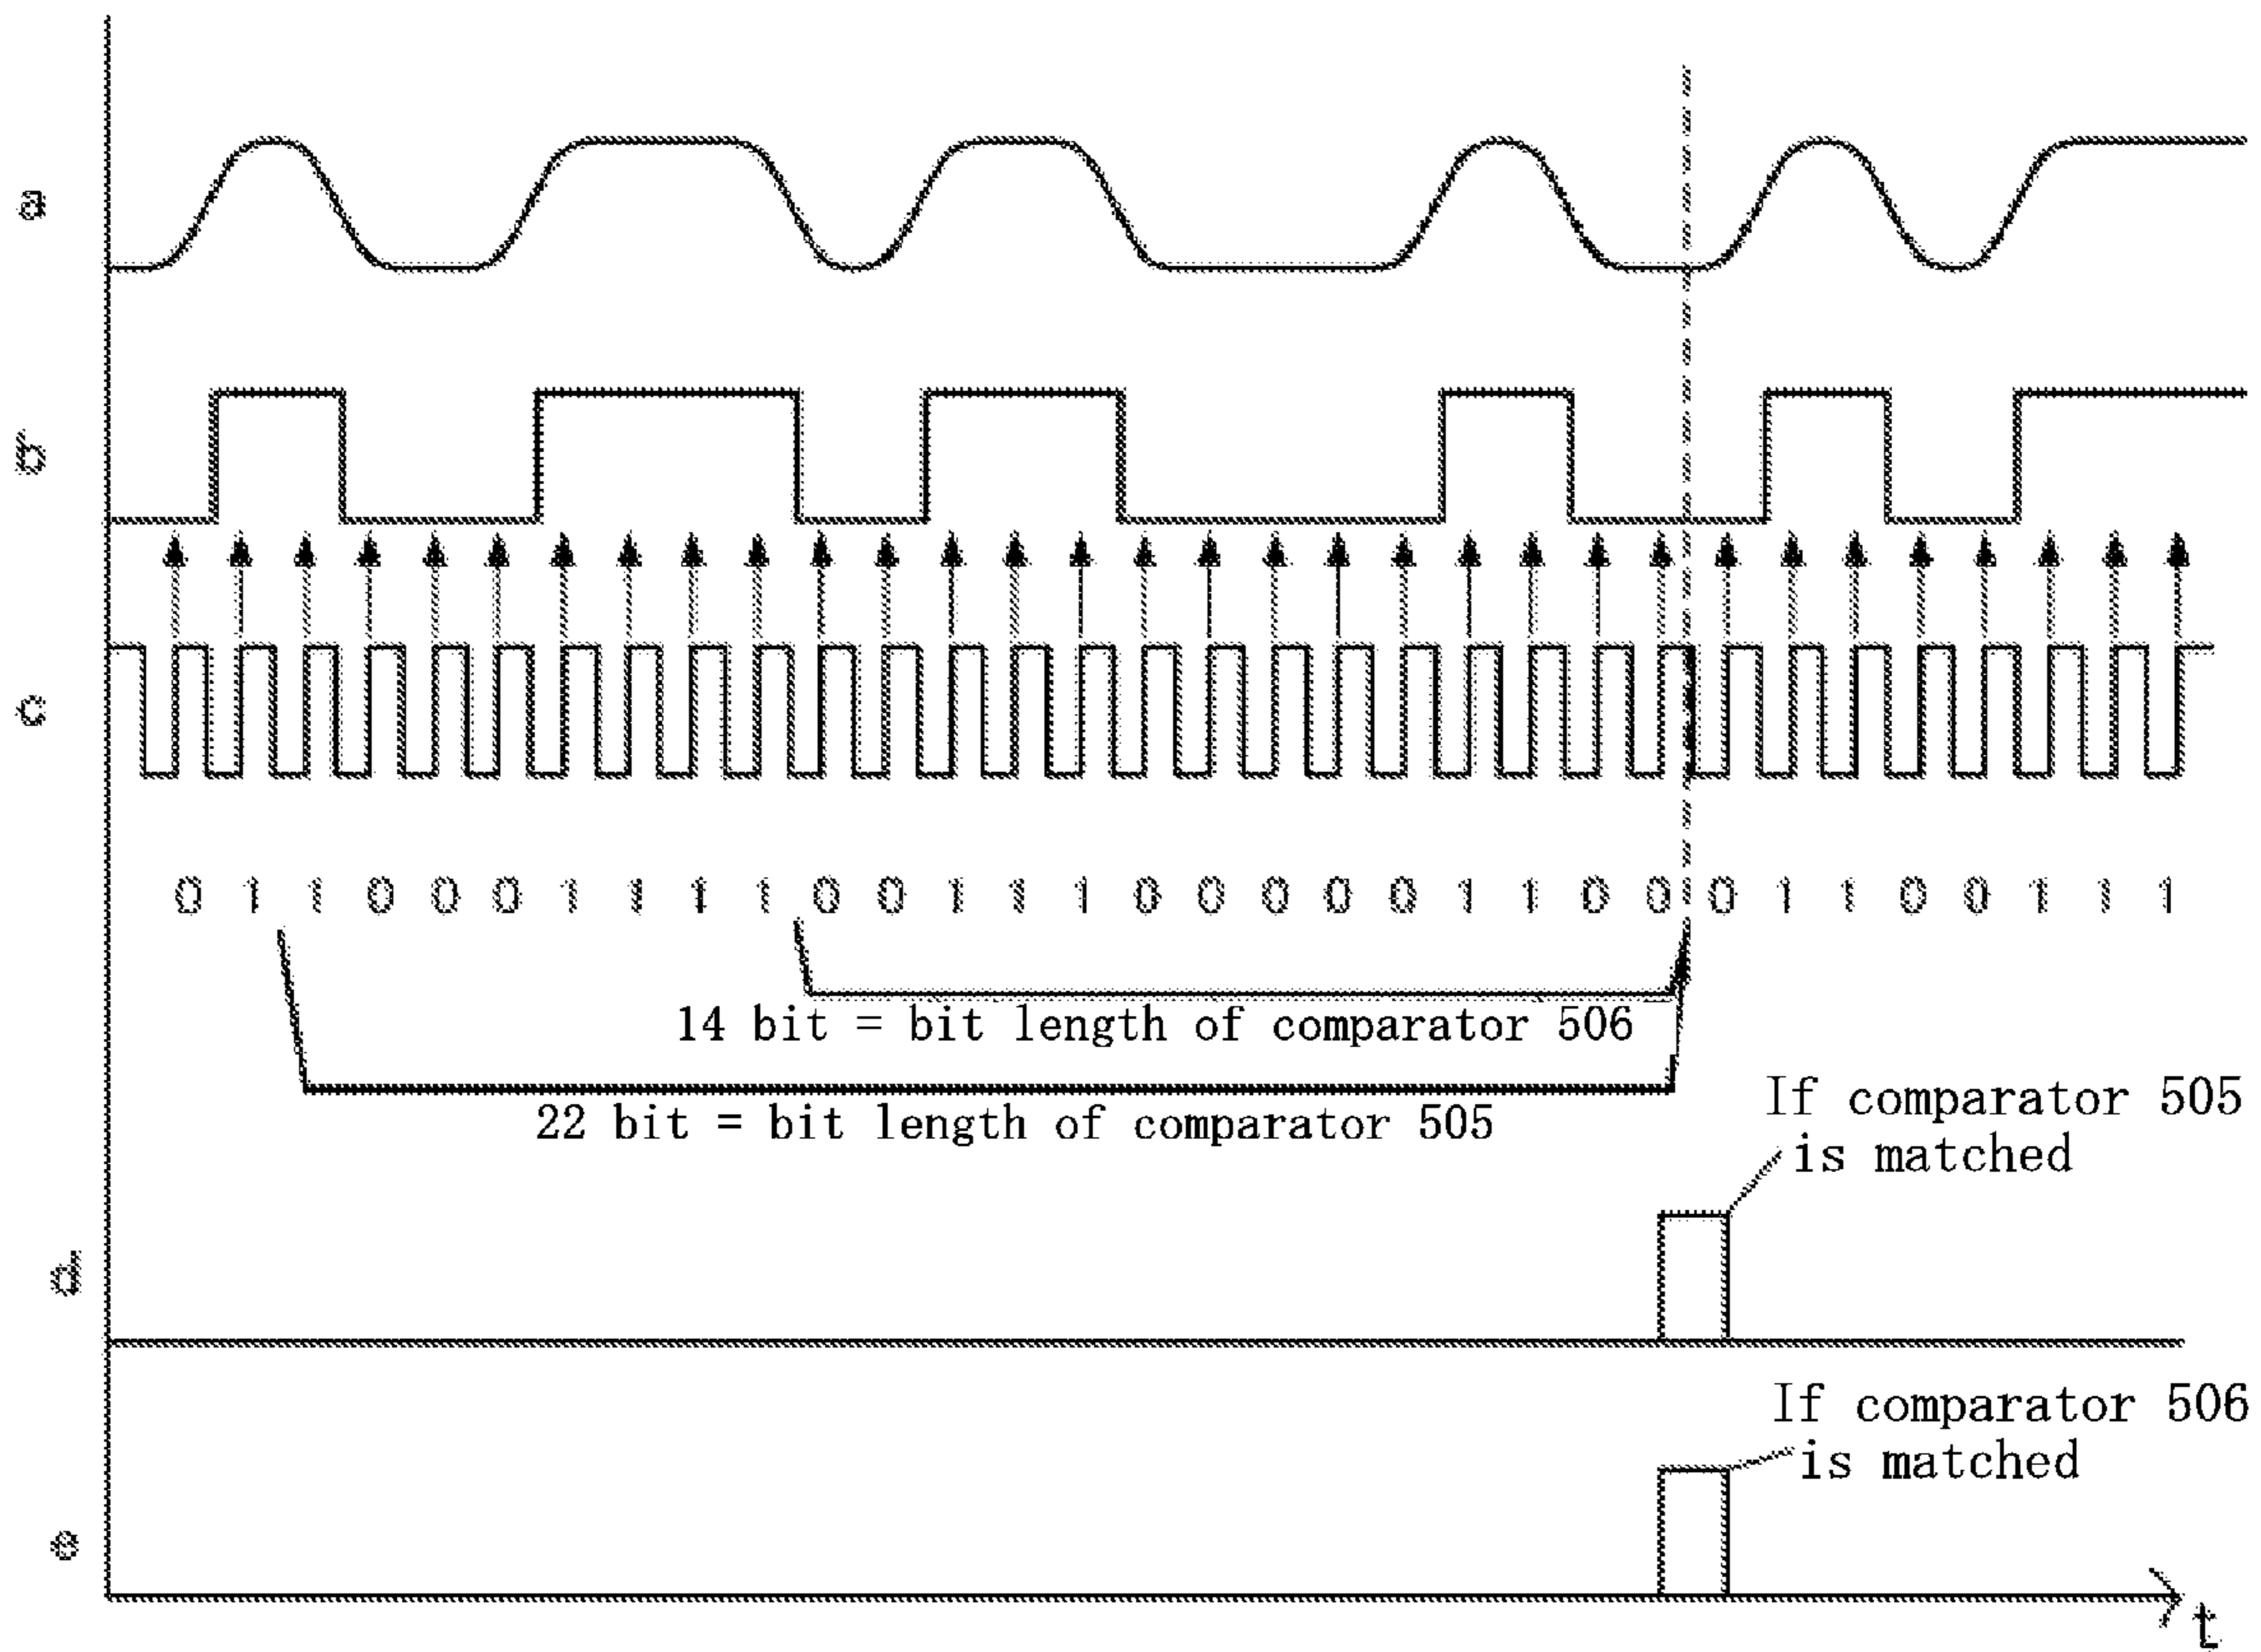 a
b
c
0 1 1 0 0 0 1 1 1 1 0 0 1 1 1 0 0 0 0 0 1 1 0 0 0 1 1 0 0 1 1 1
14 bit = bit length of comparator 506
22 bit = bit length of comparator 505
If comparator 505
is matched
d
If comparator 506
is matched
e
t